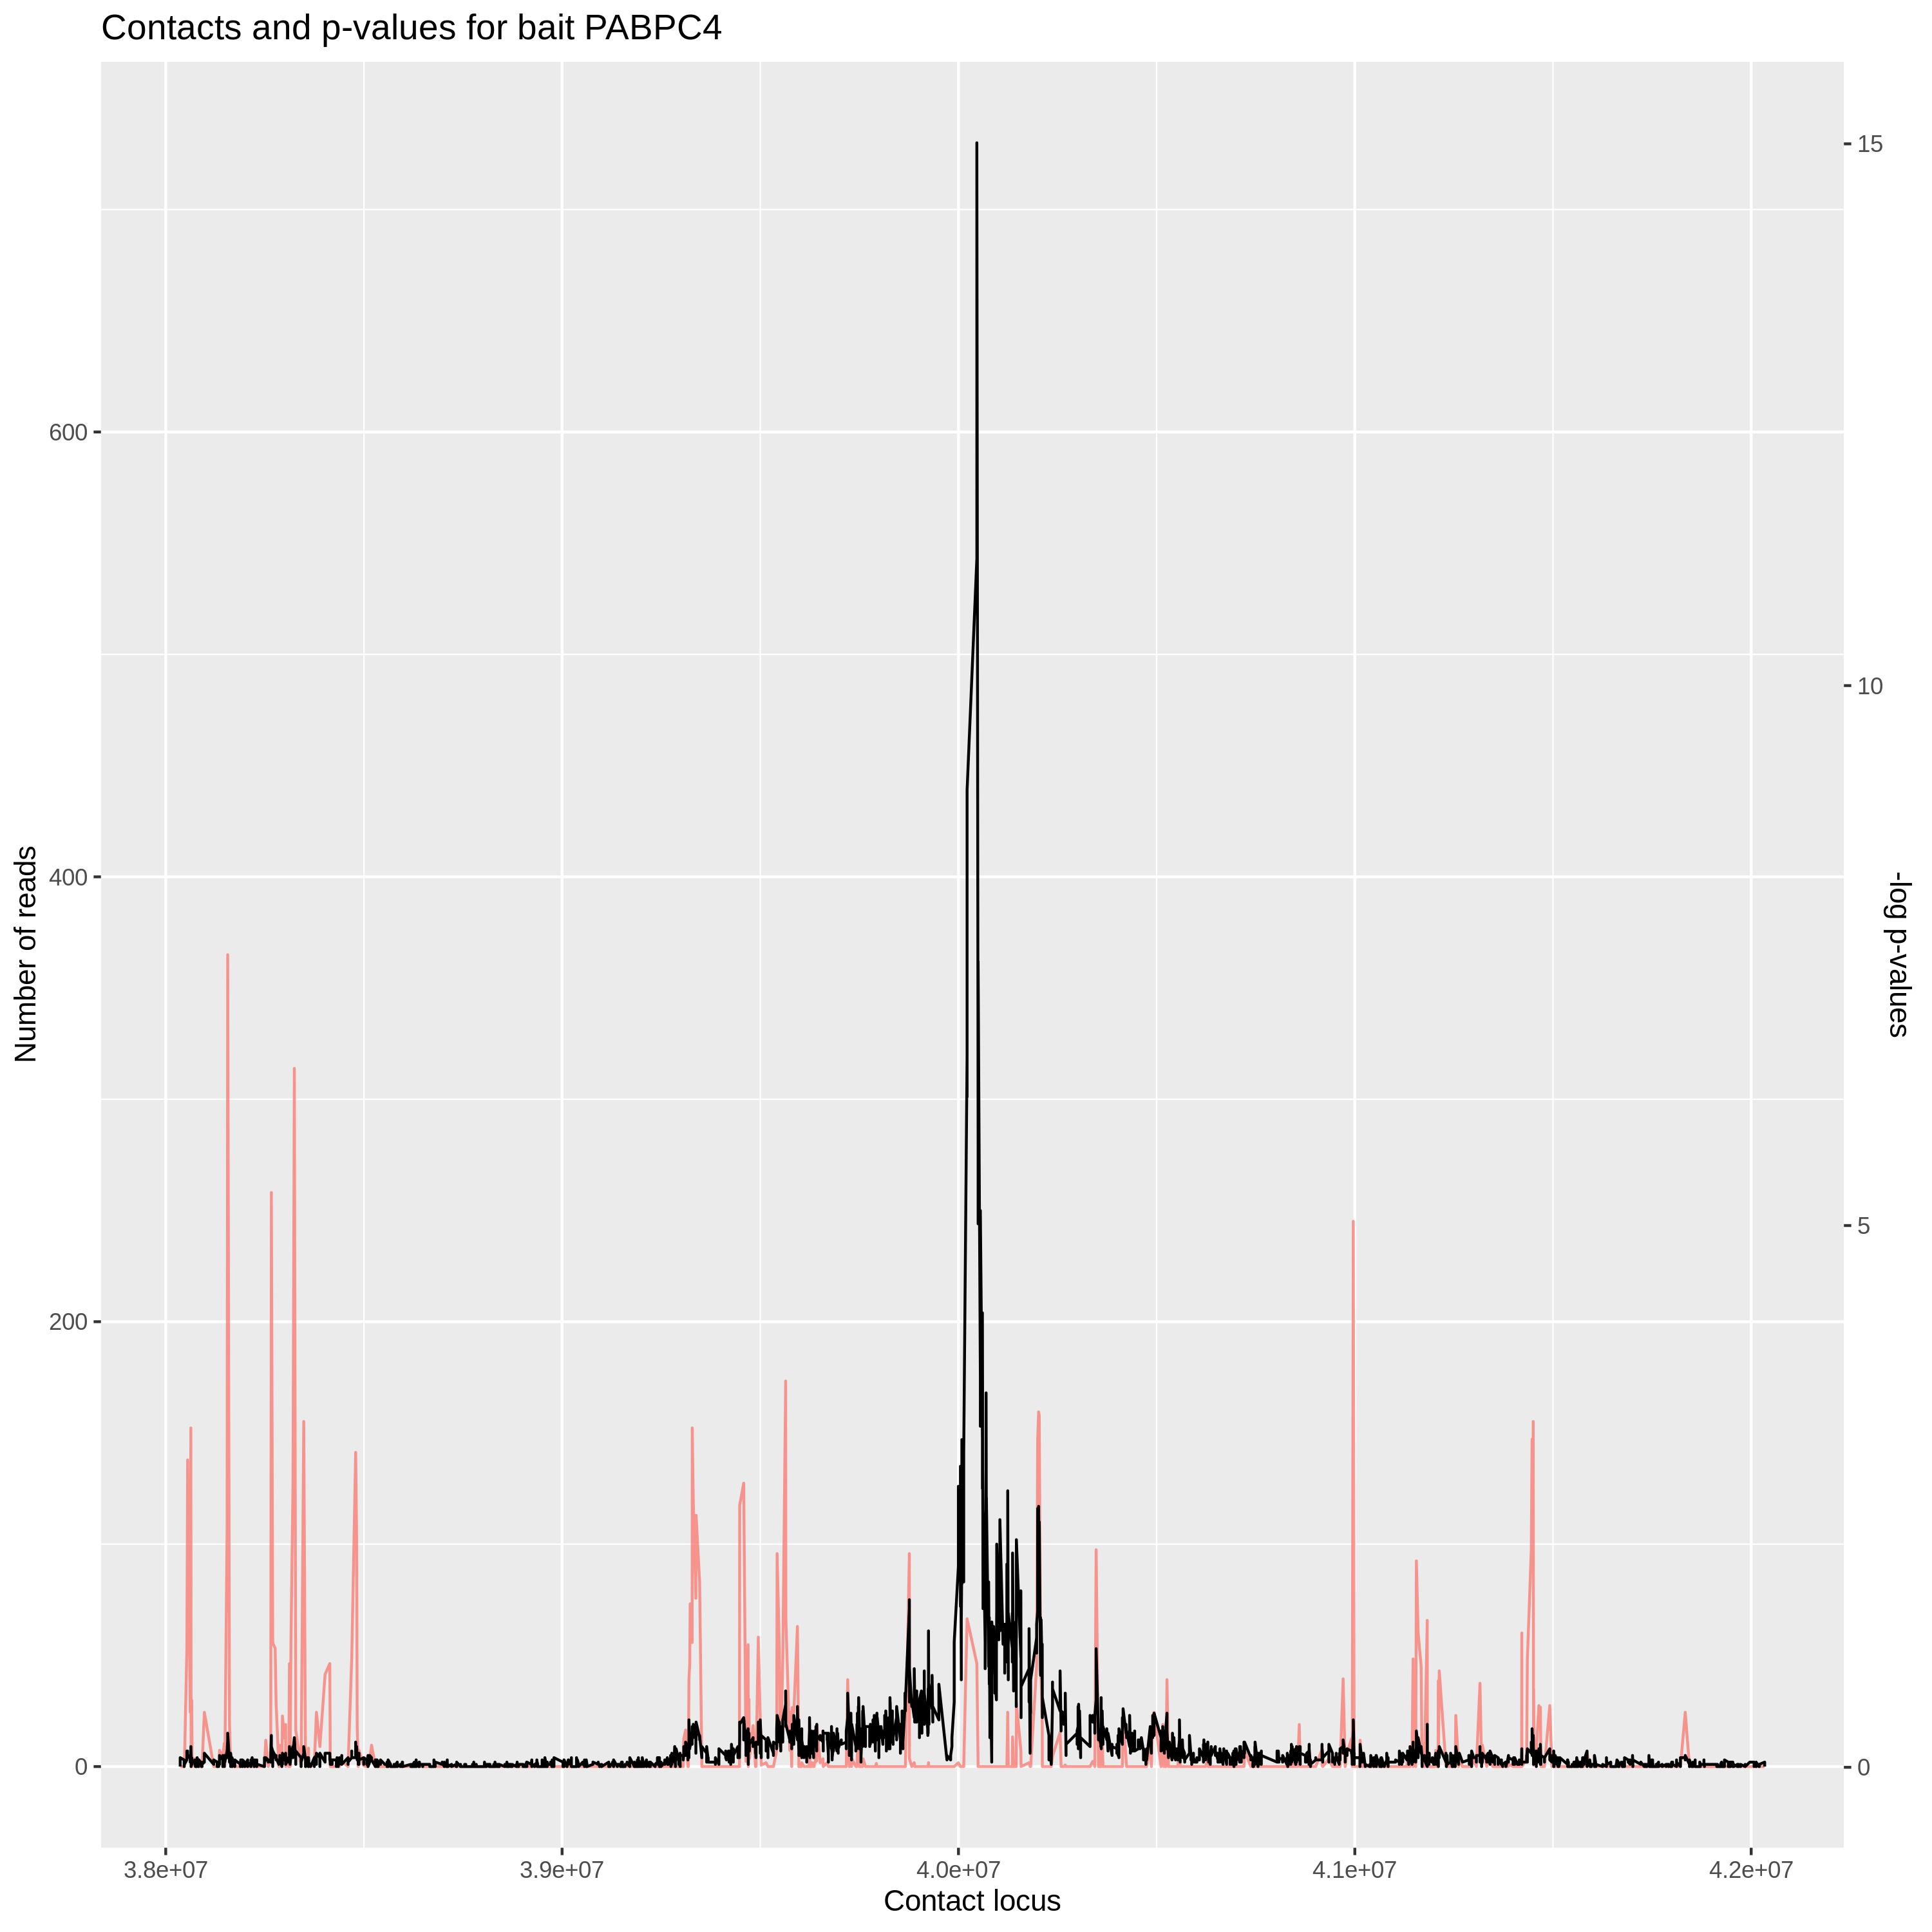 Contacts and p-values for bait PABPC4
15
600
10
400
Number of reads
-log p-values
5
200
0
0
3.8e+07 3.9e+07 4.0e+07 4.1e+07 4.2e+07
Contact locus